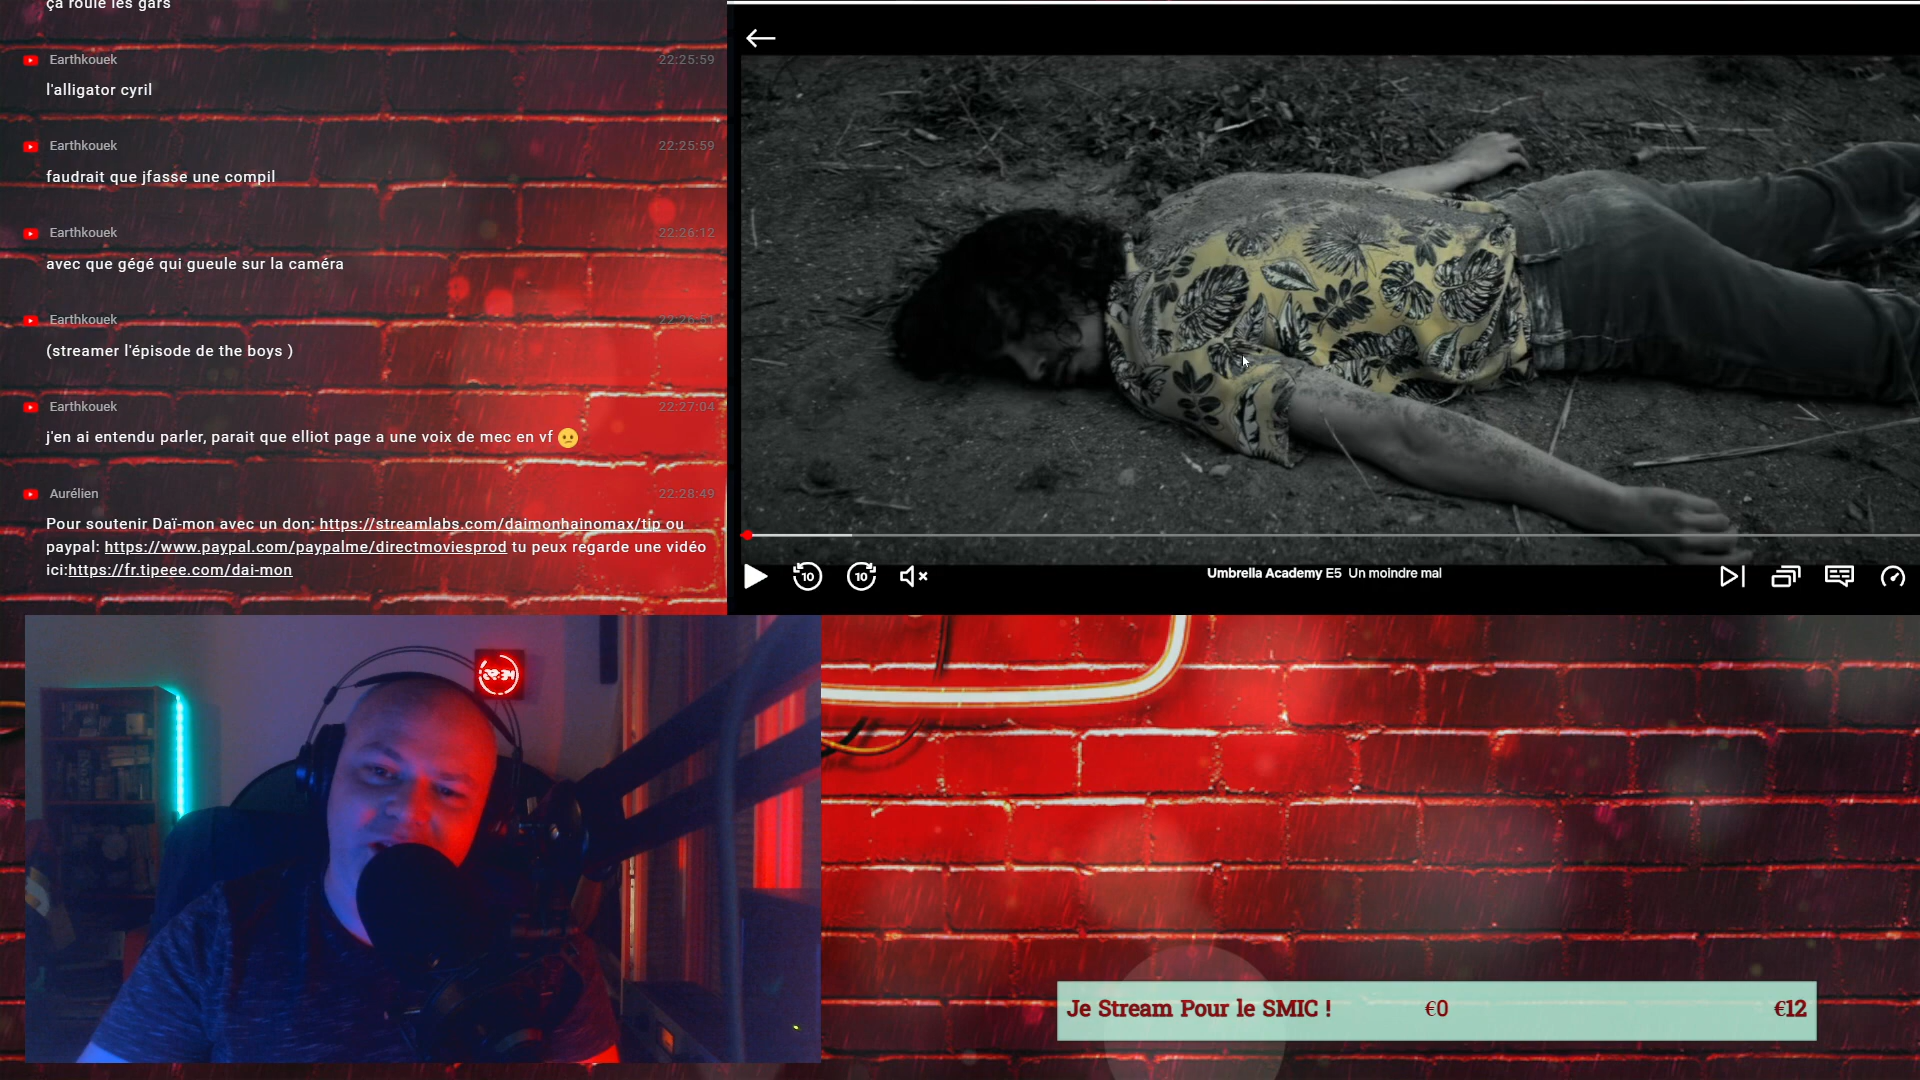 ça roule les gars
Earthkouek 22:25:59
l'alligator cyril
Earthkouek 22:25:59
faudrait que jfasse une compil
Earthkouek 22:26:12
avec que gégé qui gueule sur la caméra
Earthkouek
(streamer l'épisode de the boys )
Earthkouek 22:27:04
j'en ai entendu parler, parait que elliot page a une voix de mec en vf 😕
Aurélien 22:28:49
Pour soutenir Daï-mon avec un don: https://streamlabs.com/daimonhainomax/tip ou
paypal: https://www.paypal.com/paypalme/directmoviesprod tu peux regarde une vidéo
ici:https://fr.tipeee.com/dai-mon
10 10 Umbrella Academy E5 Un moindre mal
Je Stream Pour le SMIC ! €0 €12